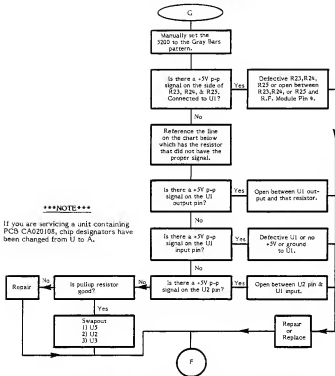 G
Manually set the
5200 to the Gray Bars
pattern.
Is there a +5V p-p
signal on the side of
R23, R24, & R25.
Connected to U1?
Yes
Defective R23,R24,
R25 or open between
R23,R24, or R25 and
R.F. Module Pin 4.
No
Reference the line
on the chart below
which has the resistor
that did not have the
proper signal.
Is there a +5V p-p
signal on the U1
output pin?
Yes
Open between U1 out-
put and that resistor.
No
***NOTE***
If you are servicing a unit containing
PCB CA020108, chip designators have
been changed from U to A.
Is there a +5V p-p
signal on the U1
input pin?
Yes
Defective U1 or no
+5V or ground
to U1.
No
Repair
No
Is pullup resistor
good?
No
Is there a +5V p-p
signal on the U2 pin?
Yes
Open between U2 pin &
U1 input.
Yes
Swapout
1) U5
2) U2
3) U3
Repair
or
Replace
F